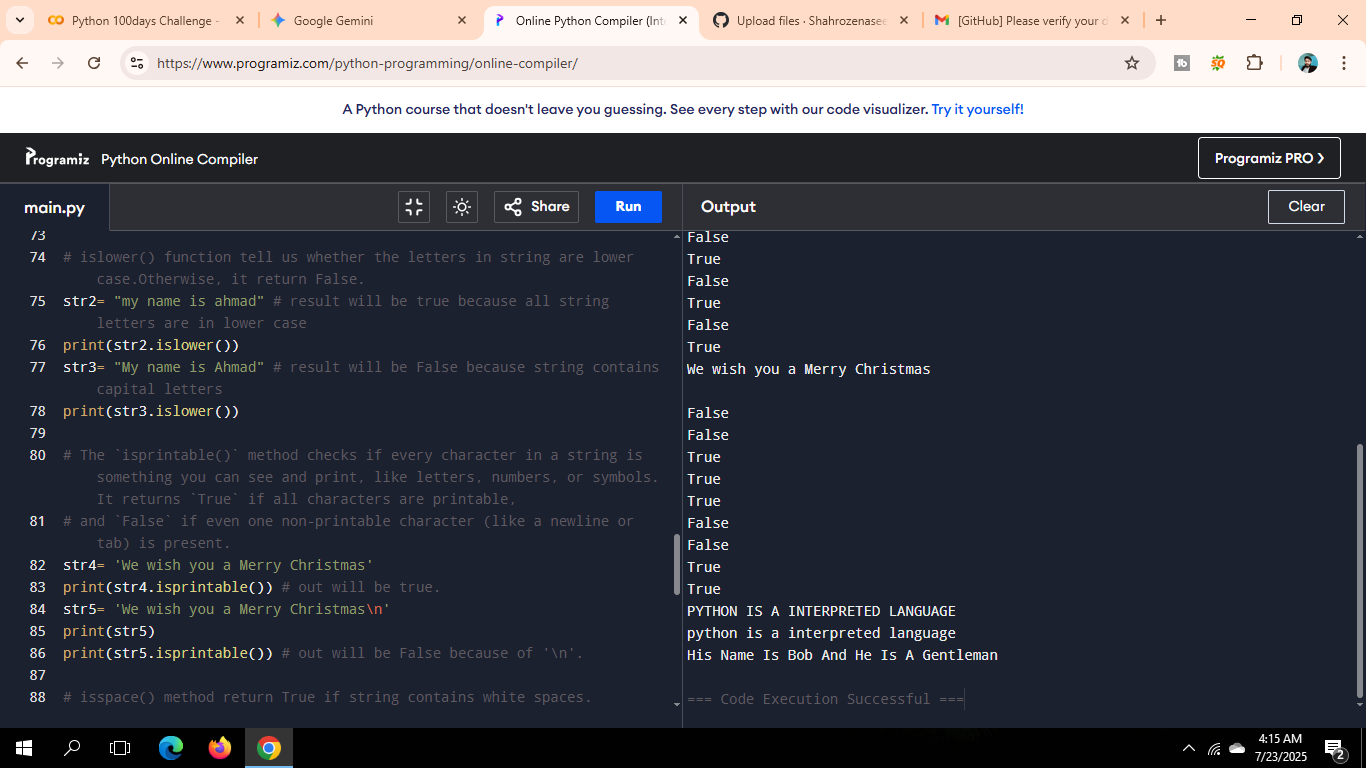 Python 100days Challenge -
Google Gemini
Online Python Compiler (Int
Upload files · Shahrozenasee
[GitHub] Please verify your d
https://www.programiz.com/python-programming/online-compiler/
A Python course that doesn't leave you guessing. See every step with our code visualizer. Try it yourself!
Programiz Python Online Compiler
Programiz PRO ❯
main.py
Share
Run
Output
Clear
73
74 # islower() function tell us whether the letters in string are lower
case.Otherwise, it return False.
75 str2= "my name is ahmad" # result will be true because all string
letters are in lower case
76 print(str2.islower())
77 str3= "My name is Ahmad" # result will be False because string contains
capital letters
78 print(str3.islower())
79
80 # The `isprintable()` method checks if every character in a string is
something you can see and print, like letters, numbers, or symbols.
It returns `True` if all characters are printable,
81 # and `False` if even one non-printable character (like a newline or
tab) is present.
82 str4= 'We wish you a Merry Christmas'
83 print(str4.isprintable()) # out will be true.
84 str5= 'We wish you a Merry Christmas\n'
85 print(str5)
86 print(str5.isprintable()) # out will be False because of '\n'.
87
88 # isspace() method return True if string contains white spaces.
False
True
False
True
False
True
We wish you a Merry Christmas
False
False
True
True
True
False
False
True
True
PYTHON IS A INTERPRETED LANGUAGE
python is a interpreted language
His Name Is Bob And He Is A Gentleman
=== Code Execution Successful ===
4:15 AM
7/23/2025
2